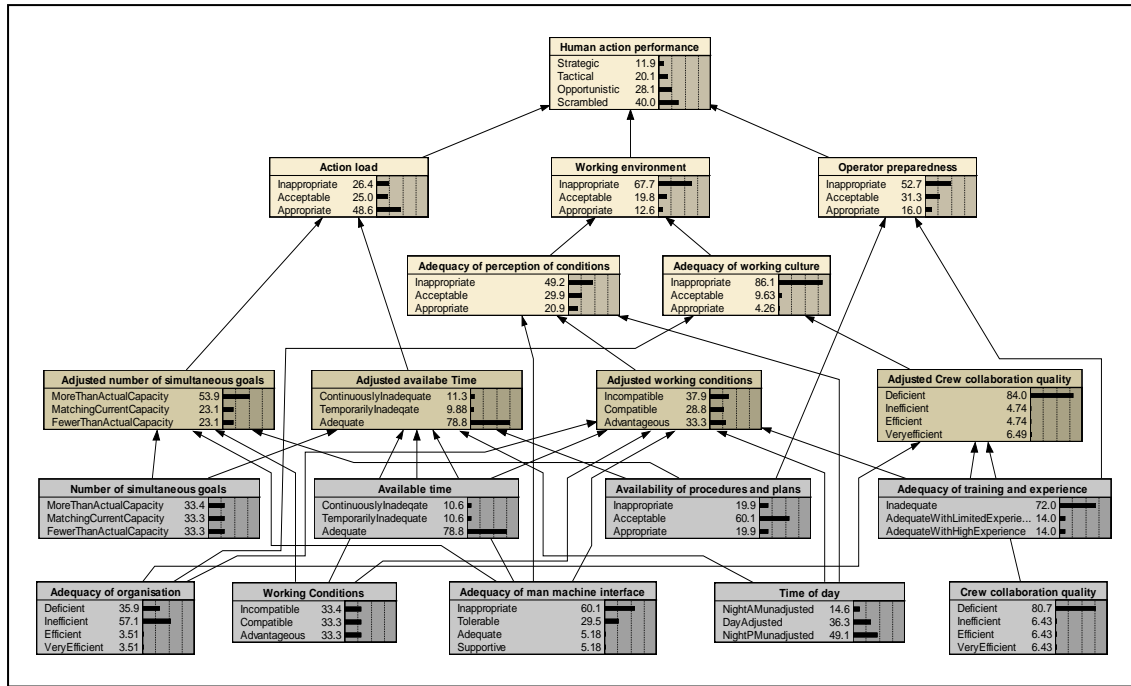 Human action performance
Strategic 11.9
Tactical 20.1
Opportunistic 28.1
Scrambled 40.0
Action load
Inappropriate 26.4
Acceptable 25.0
Appropriate 48.6
Working environment
Inappropriate 67.7
Acceptable 19.8
Appropriate 12.6
Operator preparedness
Inappropriate 52.7
Acceptable 31.3
Appropriate 16.0
Adequacy of perception of conditions
Inappropriate 49.2
Acceptable 29.9
Appropriate 20.9
Adequacy of working culture
Inappropriate 86.1
Acceptable 9.63
Appropriate 4.26
Adjusted number of simultaneous goals
MoreThanActualCapacity 53.9
MatchingCurrentCapacity 23.1
FewerThanActualCapacity 23.1
Adjusted availabe Time
ContinuouslyInadeqate 11.3
TemporarilyInadeqate 9.88
Adequate 78.8
Adjusted working conditions
Incompatible 37.9
Compatible 28.8
Advantageous 33.3
Adjusted Crew collaboration quality
Deficient 84.0
Inefficient 4.74
Efficient 4.74
Veryefficient 6.49
Number of simultaneous goals
MoreThanActualCapacity 33.4
MatchingCurrentCapacity 33.3
FewerThanActualCapacity 33.3
Available time
ContinuouslyInadeqate 10.6
TemporarilyInadequate 10.6
Adequate 78.8
Availability of procedures and plans
Inappropriate 19.9
Acceptable 60.1
Appropriate 19.9
Adequacy of training and experience
Inadequate 72.0
AdequateWithLimitedExperie... 14.0
AdequateWithHighExperience 14.0
Adequacy of organisation
Deficient 35.9
Inefficient 57.1
Efficient 3.51
VeryEfficient 3.51
Working Conditions
Incompatible 33.4
Compatible 33.3
Advantageous 33.3
Adequacy of man machine interface
Inappropriate 60.1
Tolerable 29.5
Adequate 5.18
Supportive 5.18
Time of day
NightAMunadjusted 14.6
DayAdjusted 36.3
NightPMunadjusted 49.1
Crew collaboration quality
Deficient 80.7
Inefficient 6.43
Efficient 6.43
VeryEfficient 6.43